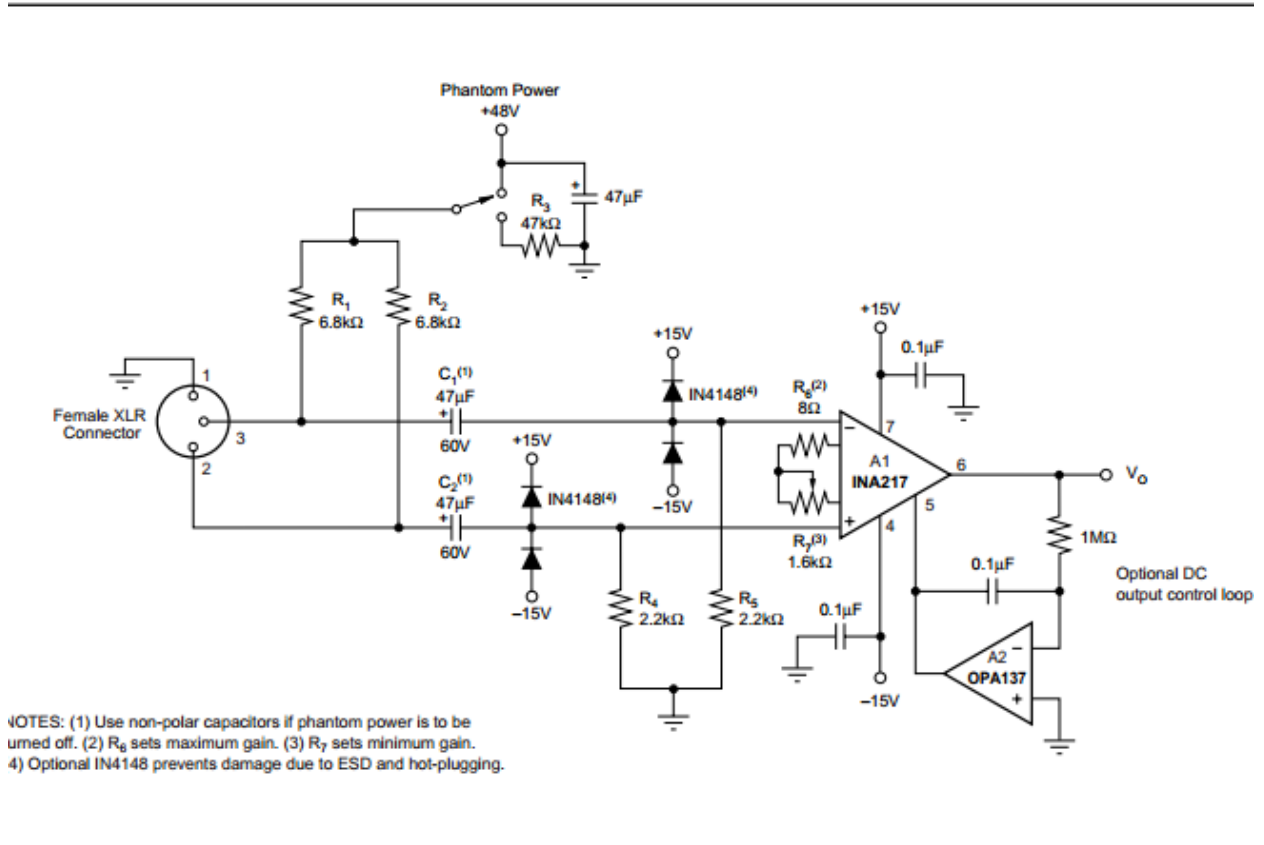 Phantom Power
+48V
+
47µF
R3
47kΩ
R1
6.8kΩ
R2
6.8kΩ
1
Female XLR
Connector
3
2
C1(1)
47µF
+
60V
C2(1)
47µF
+
60V
+15V
IN4148(4)
–15V
+15V
IN4148(4)
–15V
R4
2.2kΩ
R5
2.2kΩ
R6(2)
8Ω
R7(3)
1.6kΩ
+15V
0.1µF
7
–
A1
INA217
+
6
5
4
VO
0.1µF
–15V
1MΩ
0.1µF
Optional DC
output control loop
A2
–
OPA137
+
NOTES: (1) Use non-polar capacitors if phantom power is to be
urned off. (2) R6 sets maximum gain. (3) R7 sets minimum gain.
4) Optional IN4148 prevents damage due to ESD and hot-plugging.